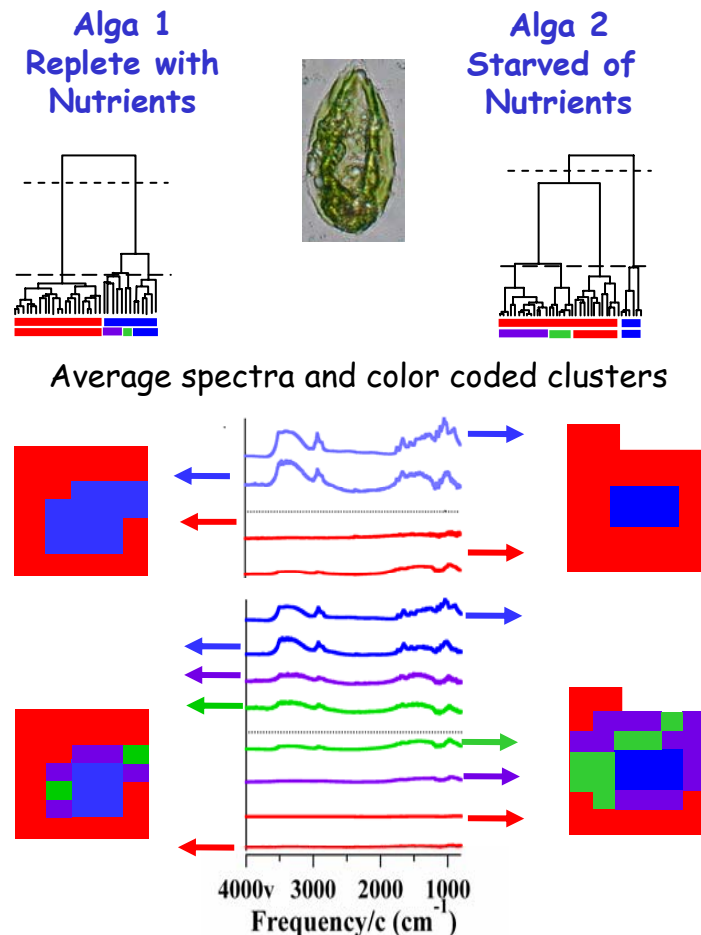 Alga 1
Replete with
Nutrients
Alga 2
Starved of
Nutrients
Average spectra and color coded clusters
4000v 3000 2000 1000
Frequency/c (cm⁻¹)